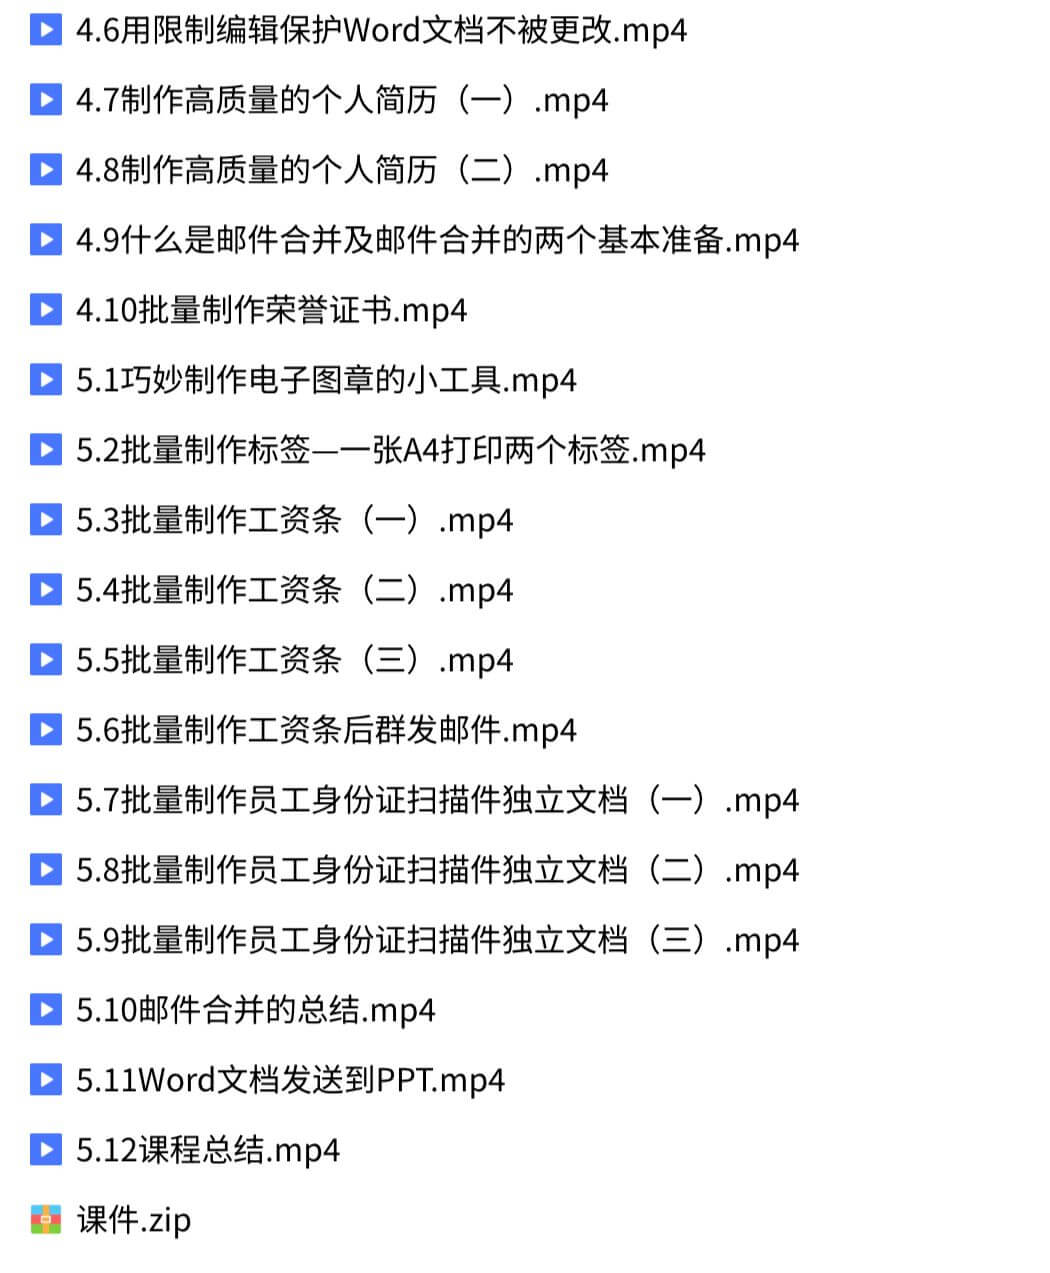 4.6用限制编辑保护Word文档不被更改.mp4
4.7制作高质量的个人简历（一）.mp4
4.8制作高质量的个人简历（二）.mp4
4.9什么是邮件合并及邮件合并的两个基本准备.mp4
4.10批量制作荣誉证书.mp4
5.1巧妙制作电子图章的小工具.mp4
5.2批量制作标签—一张A4打印两个标签.mp4
5.3批量制作工资条（一）.mp4
5.4批量制作工资条（二）.mp4
5.5批量制作工资条（三）.mp4
5.6批量制作工资条后群发邮件.mp4
5.7批量制作员工身份证扫描件独立文档（一）.mp4
5.8批量制作员工身份证扫描件独立文档（二）.mp4
5.9批量制作员工身份证扫描件独立文档（三）.mp4
5.10邮件合并的总结.mp4
5.11Word文档发送到PPT.mp4
5.12课程总结.mp4
课件.zip